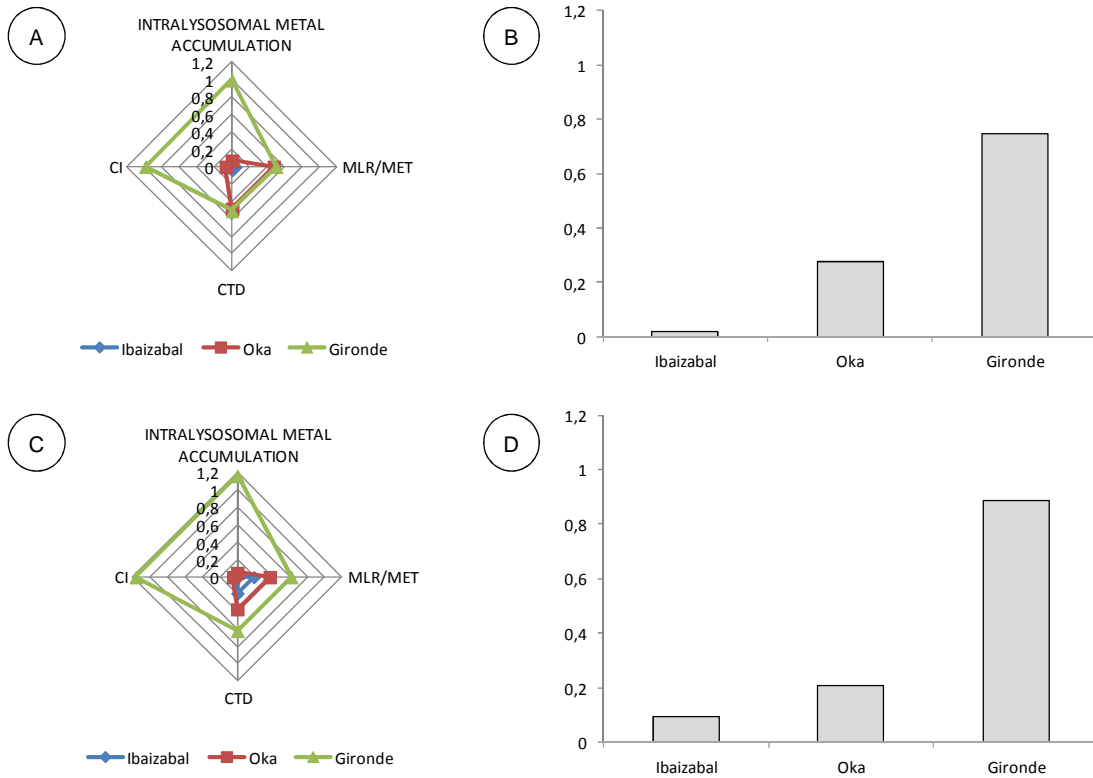 A
INTRALYSOSOMAL METAL
ACCUMULATION
1,2
1
0,8
0,6
0,4
0,2
0
CI
MLR/MET
CTD
Ibaizabal Oka Gironde
B
1,2
1
0,8
0,6
0,4
0,2
0
Ibaizabal Oka Gironde
C
INTRALYSOSOMAL METAL
ACCUMULATION
1,2
1
0,8
0,6
0,4
0,2
0
CI
MLR/MET
CTD
Ibaizabal Oka Gironde
D
1,2
1
0,8
0,6
0,4
0,2
0
Ibaizabal Oka Gironde